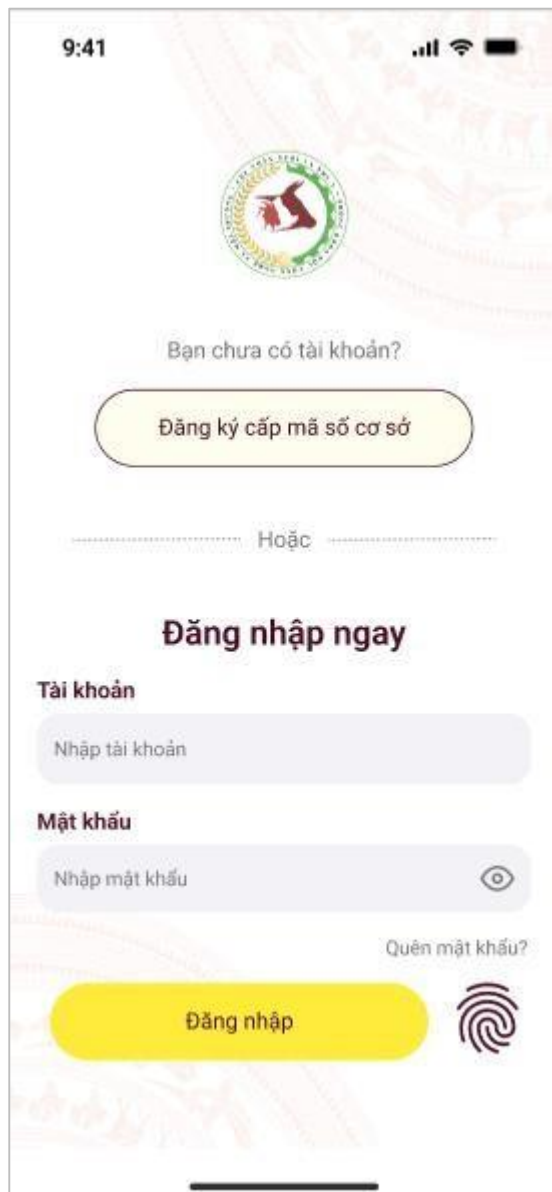 9:41
Bạn chưa có tài khoản?
Đăng ký cấp mã số cơ sở
Hoặc
Đăng nhập ngay
Tài khoản
Nhập tài khoản
Mật khẩu
Nhập mật khẩu
Quên mật khẩu?
Đăng nhập